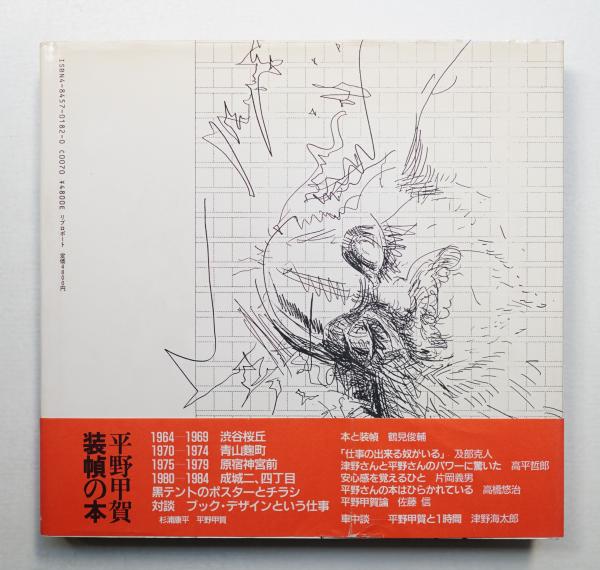 ISBN4-8457-0182-0 C0070 ¥4800E リブロポート 定価4800円
平野甲賀
装幀の本
1964―1969 渋谷桜丘
1970―1974 青山麹町
1975―1979 原宿神宮前
1980―1984 成城二、四丁目
黒テントのポスターとチラシ
対談 ブック・デザインという仕事
杉浦康平 平野甲賀
本と装幀 鶴見俊輔
「仕事の出来る奴がいる」 及部克人
津野さんと平野さんのパワーに驚いた 高平哲郎
安心感を覚えるひと 片岡義男
平野さんの本はひらかれている 高橋悠治
平野甲賀論 佐藤信
車中談――平野甲賀と1時間 津野海太郎